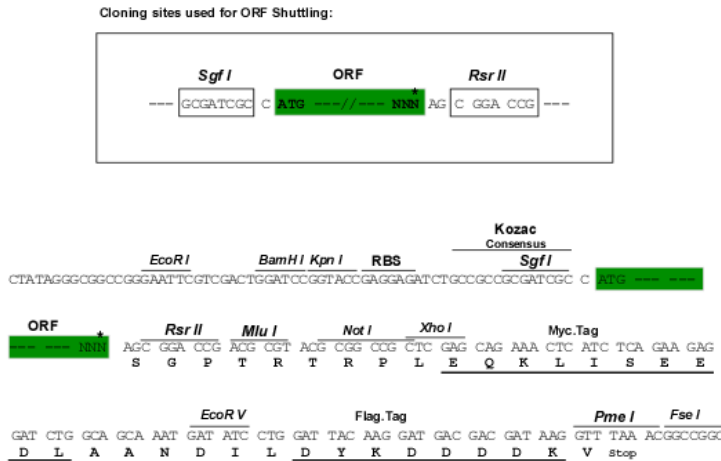 Cloning sites used for ORF Shuttling:
Sgf I ORF Rsr II
--- GCGATCGC C ATG ---//--- NNN* AG C GGA CCG ---
Kozac
Consensus
EcoR I BamH I Kpn I RBS Sgf I
CTATAGGGCGGCCGGGAATTCGTCGACTGGATCCGGTACCGAGGAGATCTGCCGCCGCGATCGC C ATG --- ---
ORF Rsr II Mlu I Not I Xho I Myc.Tag
--- --- NNN* AGC GGA CCG ACG CGT ACG CGG CCG CTC GAG CAG AAA CTC ATC TCA GAA GAG
S G P T R T R P L E Q K L I S E E
EcoR V Flag.Tag Pme I Fse I
GAT CTG GCA GCA AAT GAT ATC CTG GAT TAC AAG GAT GAC GAC GAT AAG GTT TAA ACGGCCGGC
D L A A N D I L D Y K D D D D K V Stop